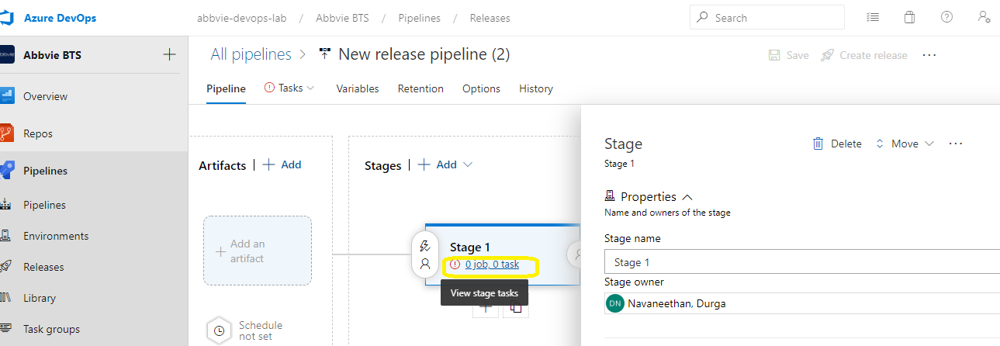 Azure DevOps
abbvie-devops-lab / Abbvie BTS / Pipelines / Releases
Search
Abbvie BTS
Overview
Repos
Pipelines
Pipelines
Environments
Releases
Library
Task groups
All pipelines > New release pipeline (2)
Save
Create release
Pipeline
Tasks
Variables
Retention
Options
History
Artifacts | + Add
Add an
artifact
Schedule
not set
Stages | + Add
Stage 1
0 job, 0 task
View stage tasks
Stage
Delete
Move
Stage 1
Properties
Name and owners of the stage
Stage name
Stage 1
Stage owner
DN Navaneethan, Durga